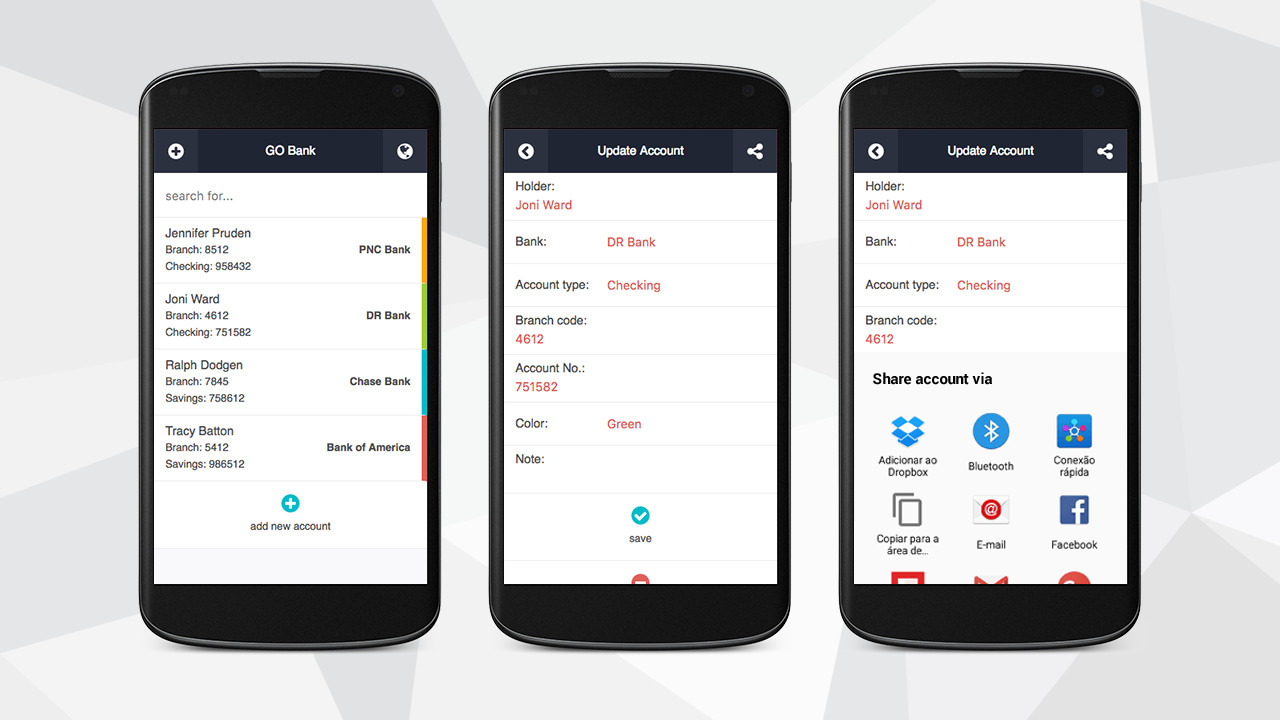 GO Bank
search for...
Jennifer Pruden
Branch: 8512
PNC Bank
Checking: 958432
Joni Ward
Branch: 4612
DR Bank
Checking: 751582
Ralph Dodgen
Branch: 7845
Chase Bank
Savings: 758612
Tracy Batton
Branch: 5412
Bank of America
Savings: 986512
add new account
Update Account
Holder:
Joni Ward
Bank: DR Bank
Account type: Checking
Branch code:
4612
Account No.:
751582
Color: Green
Note:
save
Update Account
Holder:
Joni Ward
Bank: DR Bank
Account type: Checking
Branch code:
4612
Share account via
Adicionar ao
Dropbox
Bluetooth
Conexão
rápida
Copiar para a
área de...
E-mail
Facebook